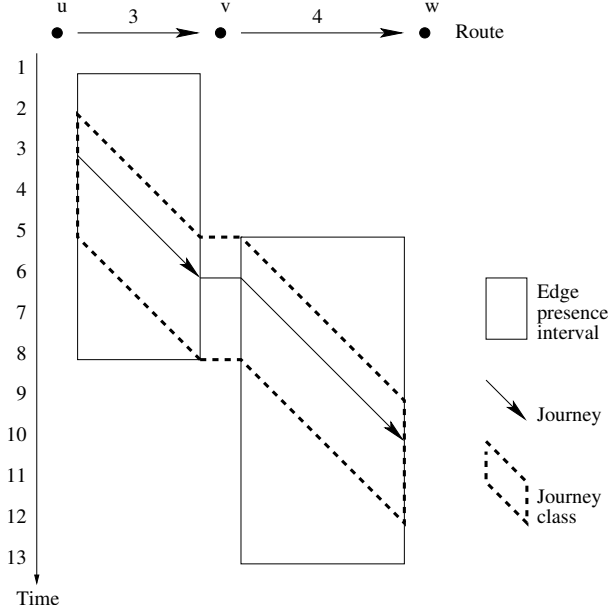 u
v
w
3
4
Route
1
2
3
4
5
6
7
8
9
10
11
12
13
Time
Edge
presence
interval
Journey
Journey
class